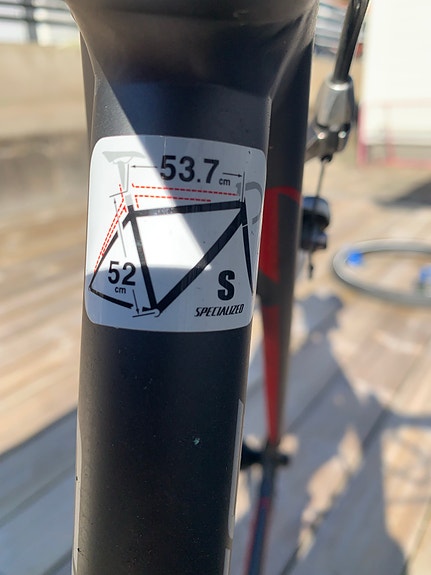 53.7
cm
52
cm
S
SPECIALIZED